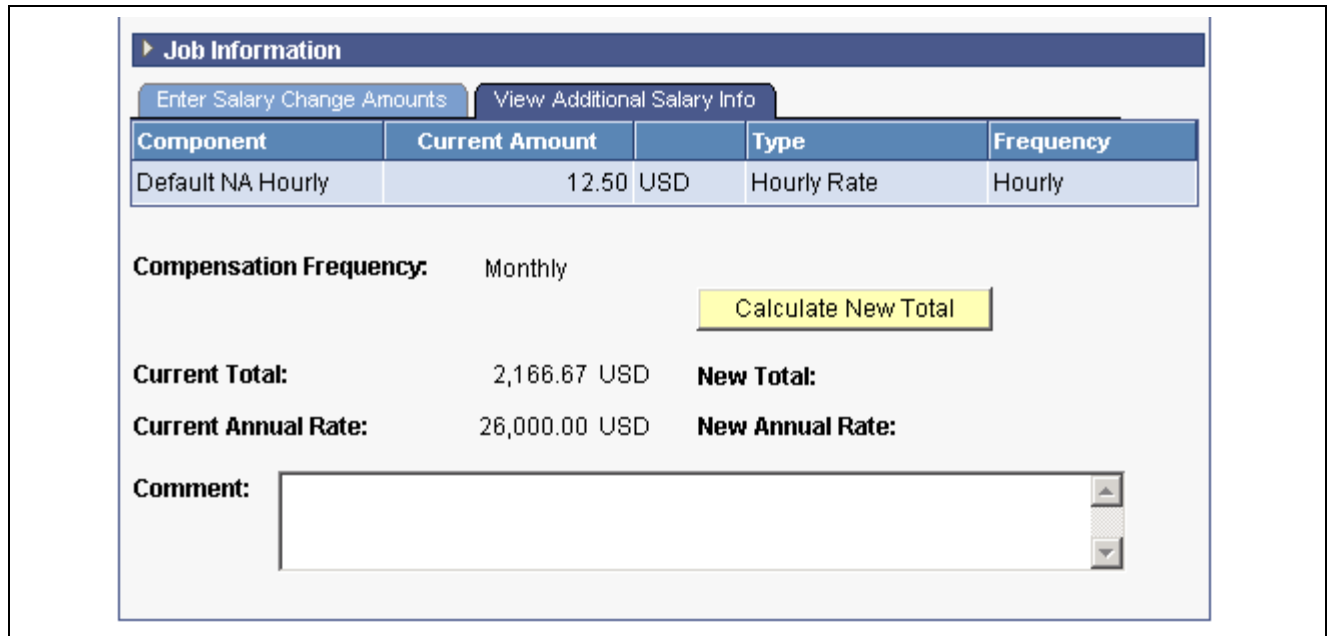 Job Information
Enter Salary Change Amounts View Additional Salary Info
Component Current Amount Type Frequency
Default NA Hourly 12.50 USD Hourly Rate Hourly
Compensation Frequency: Monthly
Calculate New Total
Current Total: 2,166.67 USD New Total:
Current Annual Rate: 26,000.00 USD New Annual Rate:
Comment: